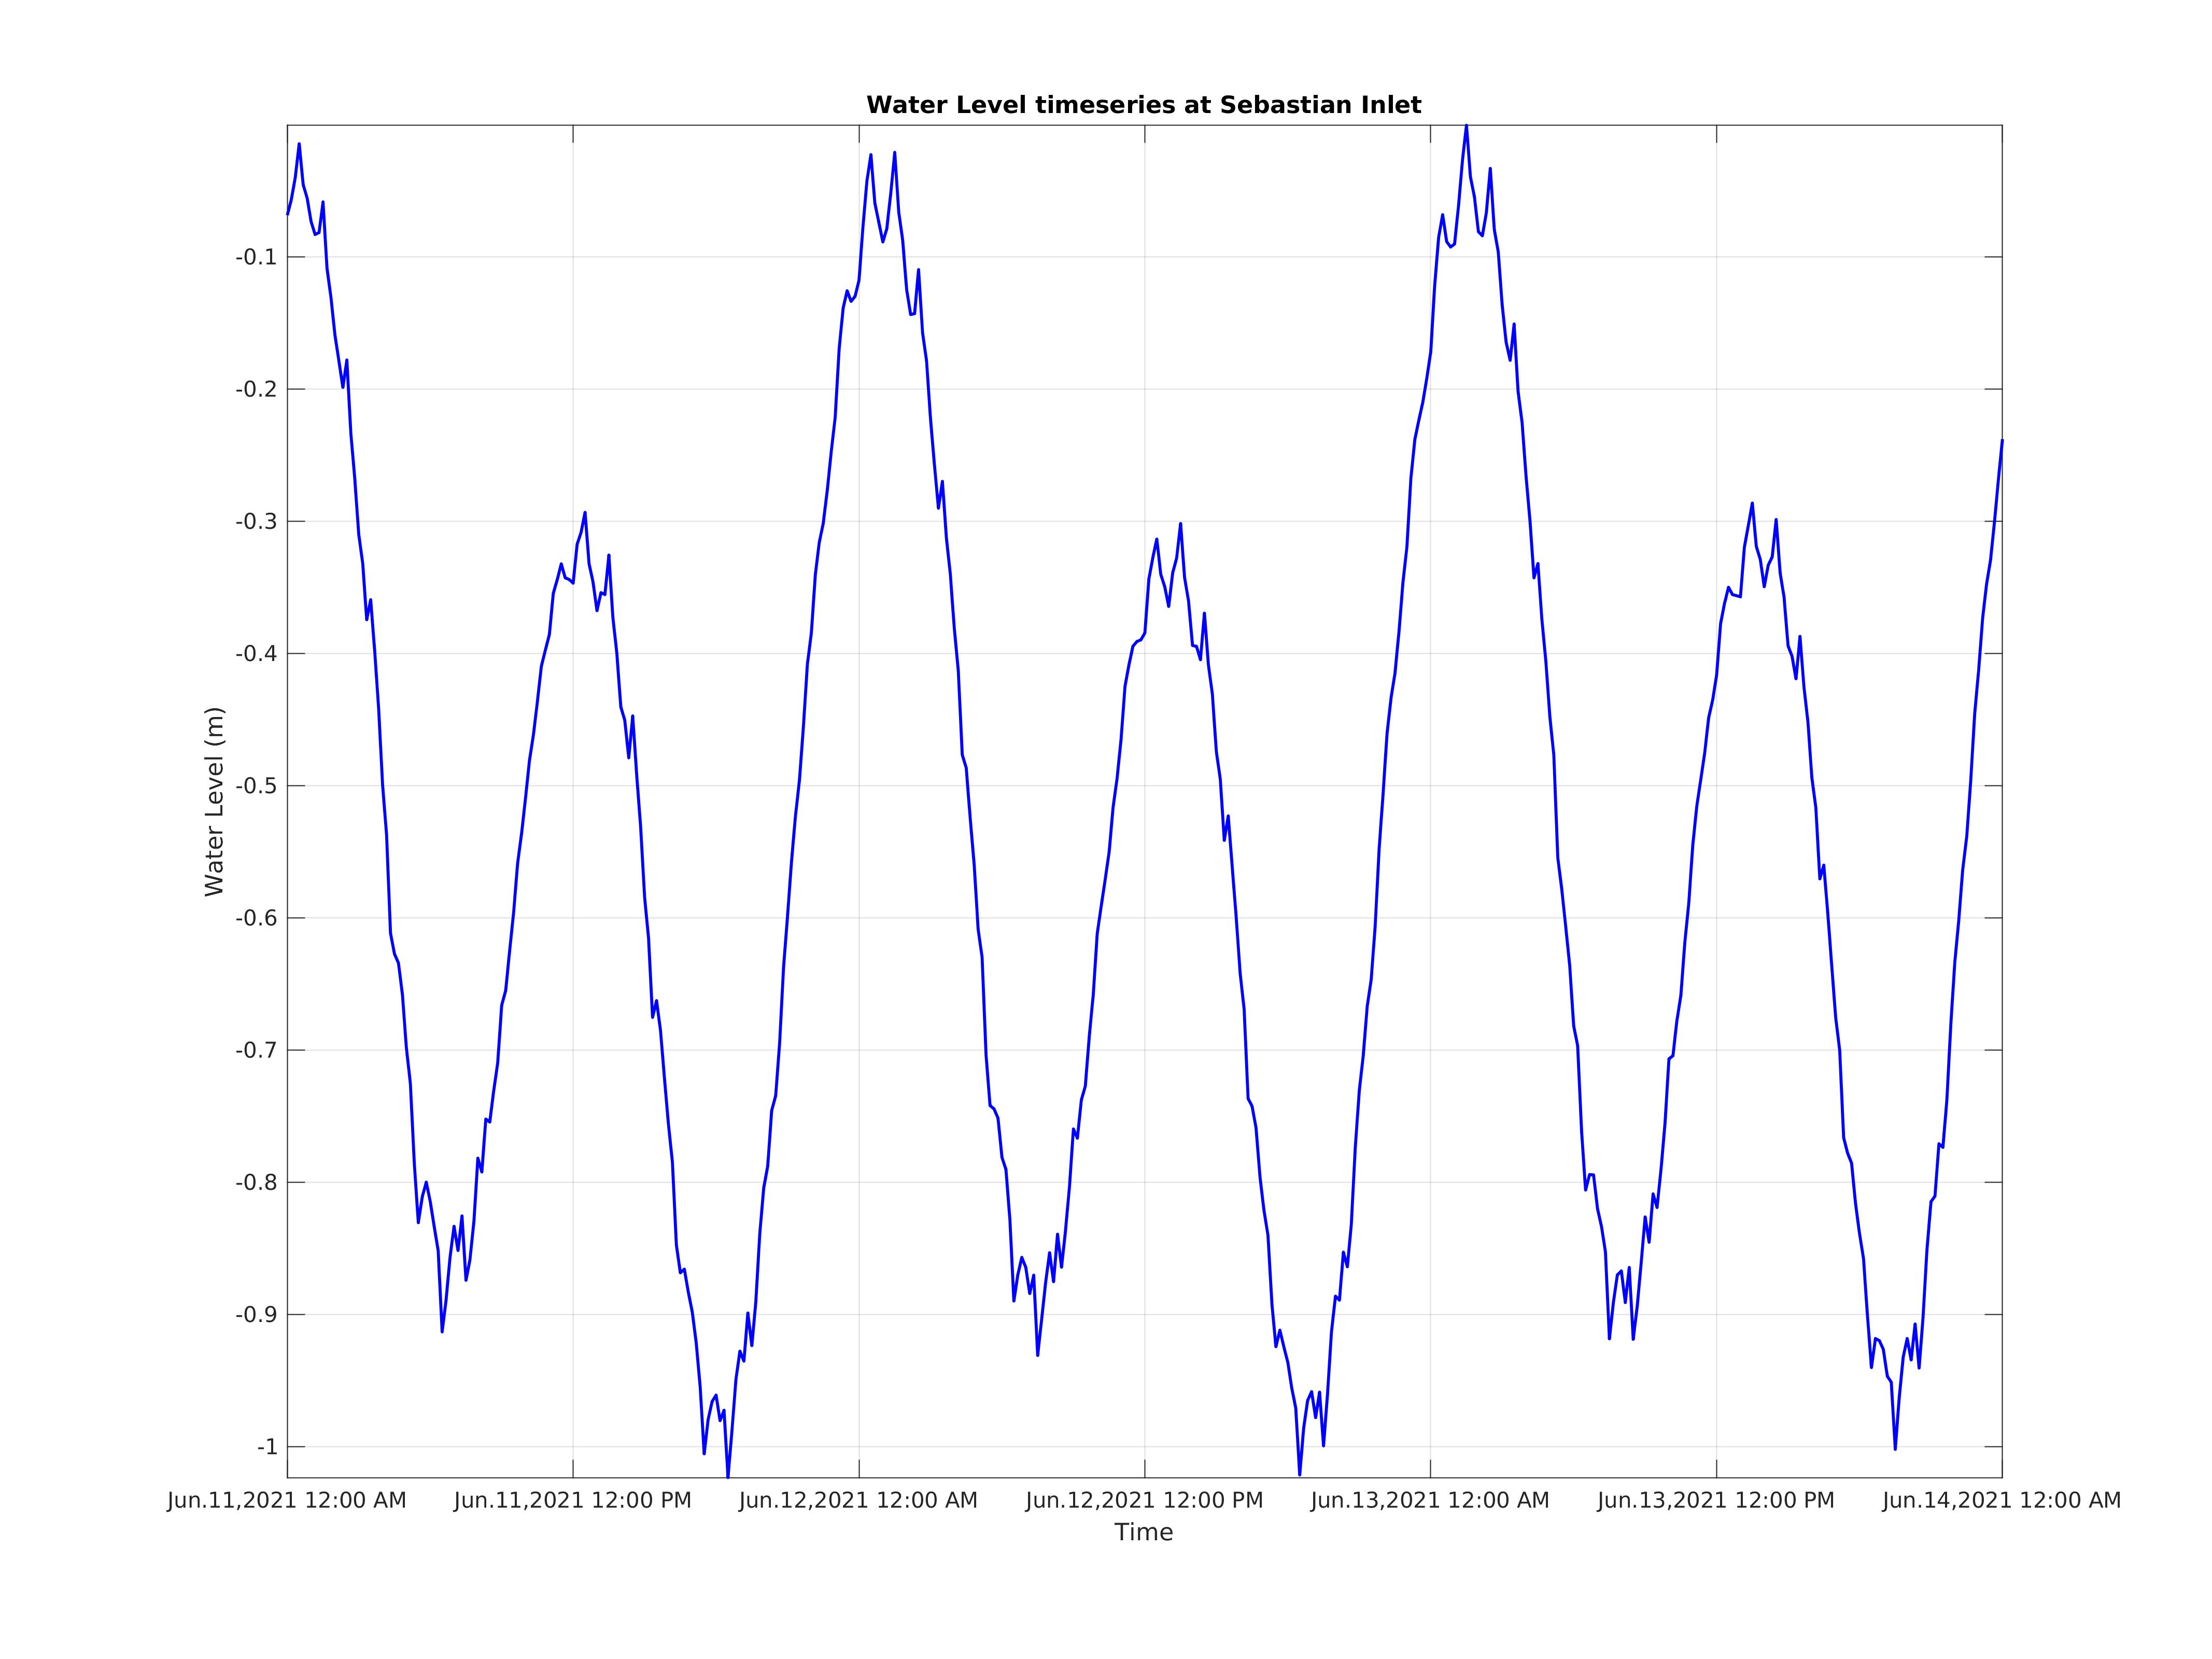 Water Level timeseries at Sebastian Inlet
-0.1
-0.2
-0.3
-0.4
-0.5
-0.6
-0.7
-0.8
-0.9
-1
Water Level (m)
Jun.11,2021 12:00 AM Jun.11,2021 12:00 PM Jun.12,2021 12:00 AM Jun.12,2021 12:00 PM Jun.13,2021 12:00 AM Jun.13,2021 12:00 PM Jun.14,2021 12:00 AM
Time